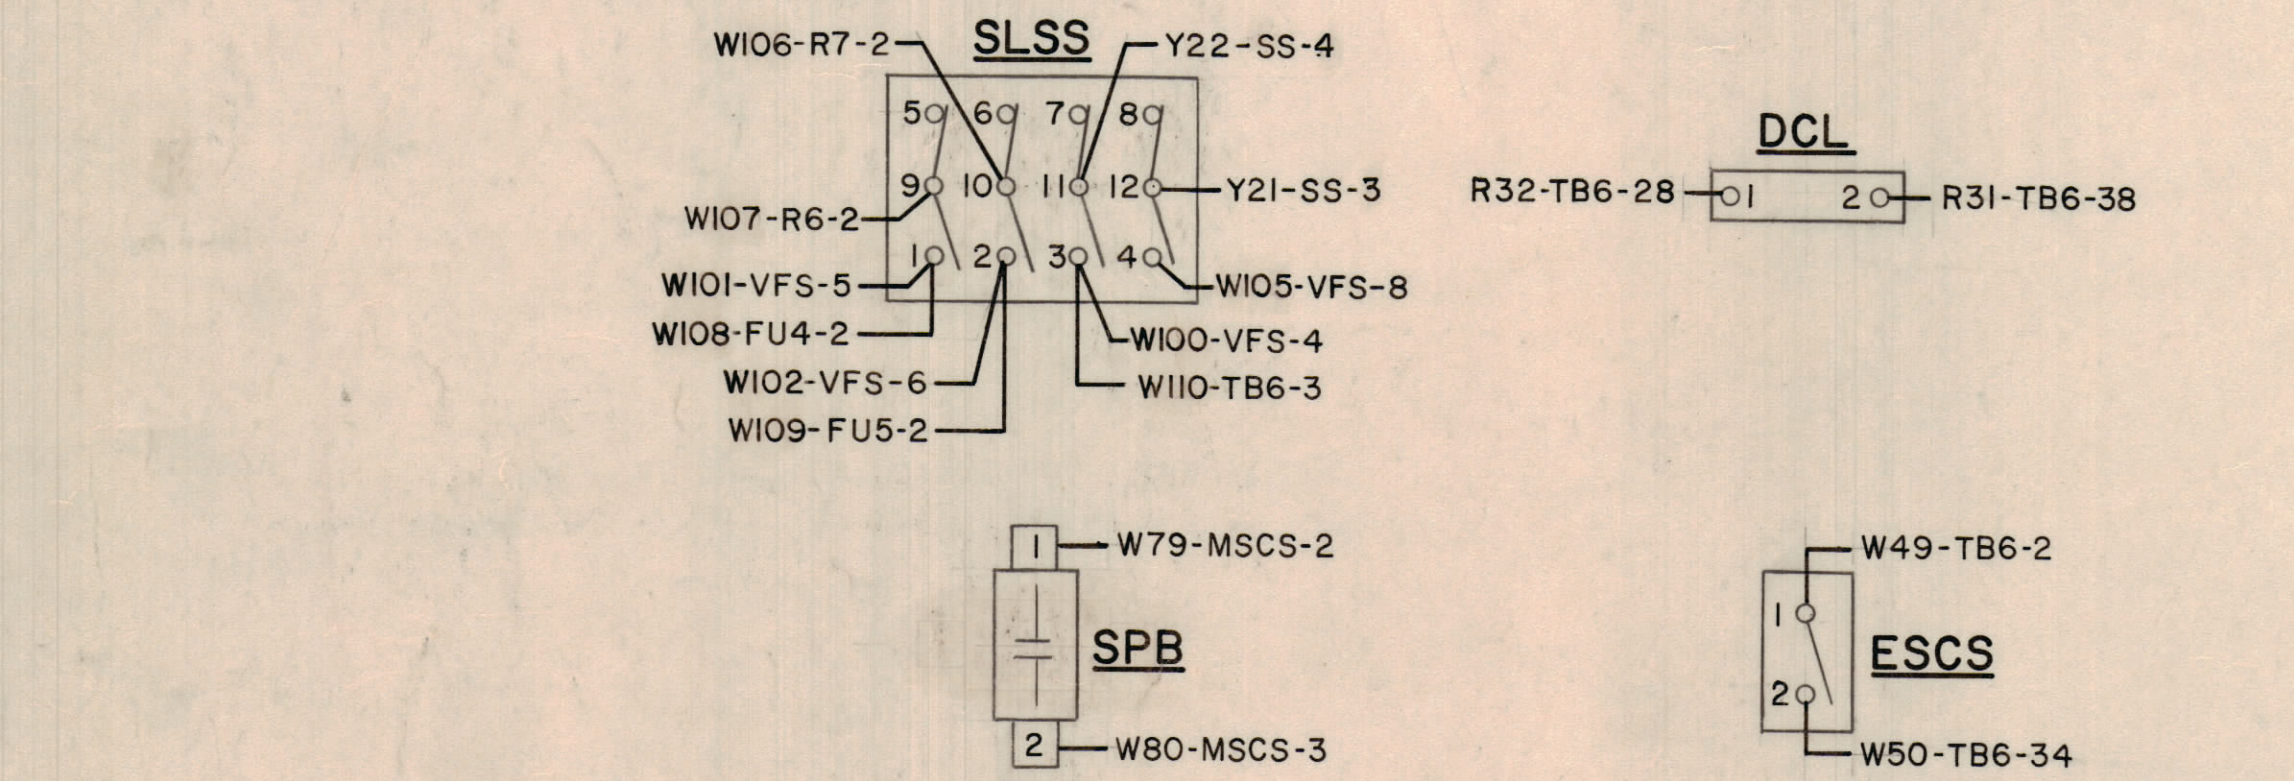 SLSS
W106-R7-2
Y22-SS-4
5 6 7 8
9 10 11 12
Y21-SS-3
W107-R6-2
1 2 3 4
W101-VFS-5
W105-VFS-8
W108-FU4-2
W100-VFS-4
W102-VFS-6
W110-TB6-3
W109-FU5-2
DCL
R32-TB6-28
1 2
R31-TB6-38
1
W79-MSCS-2
SPB
2
W80-MSCS-3
W49-TB6-2
1
ESCS
2
W50-TB6-34